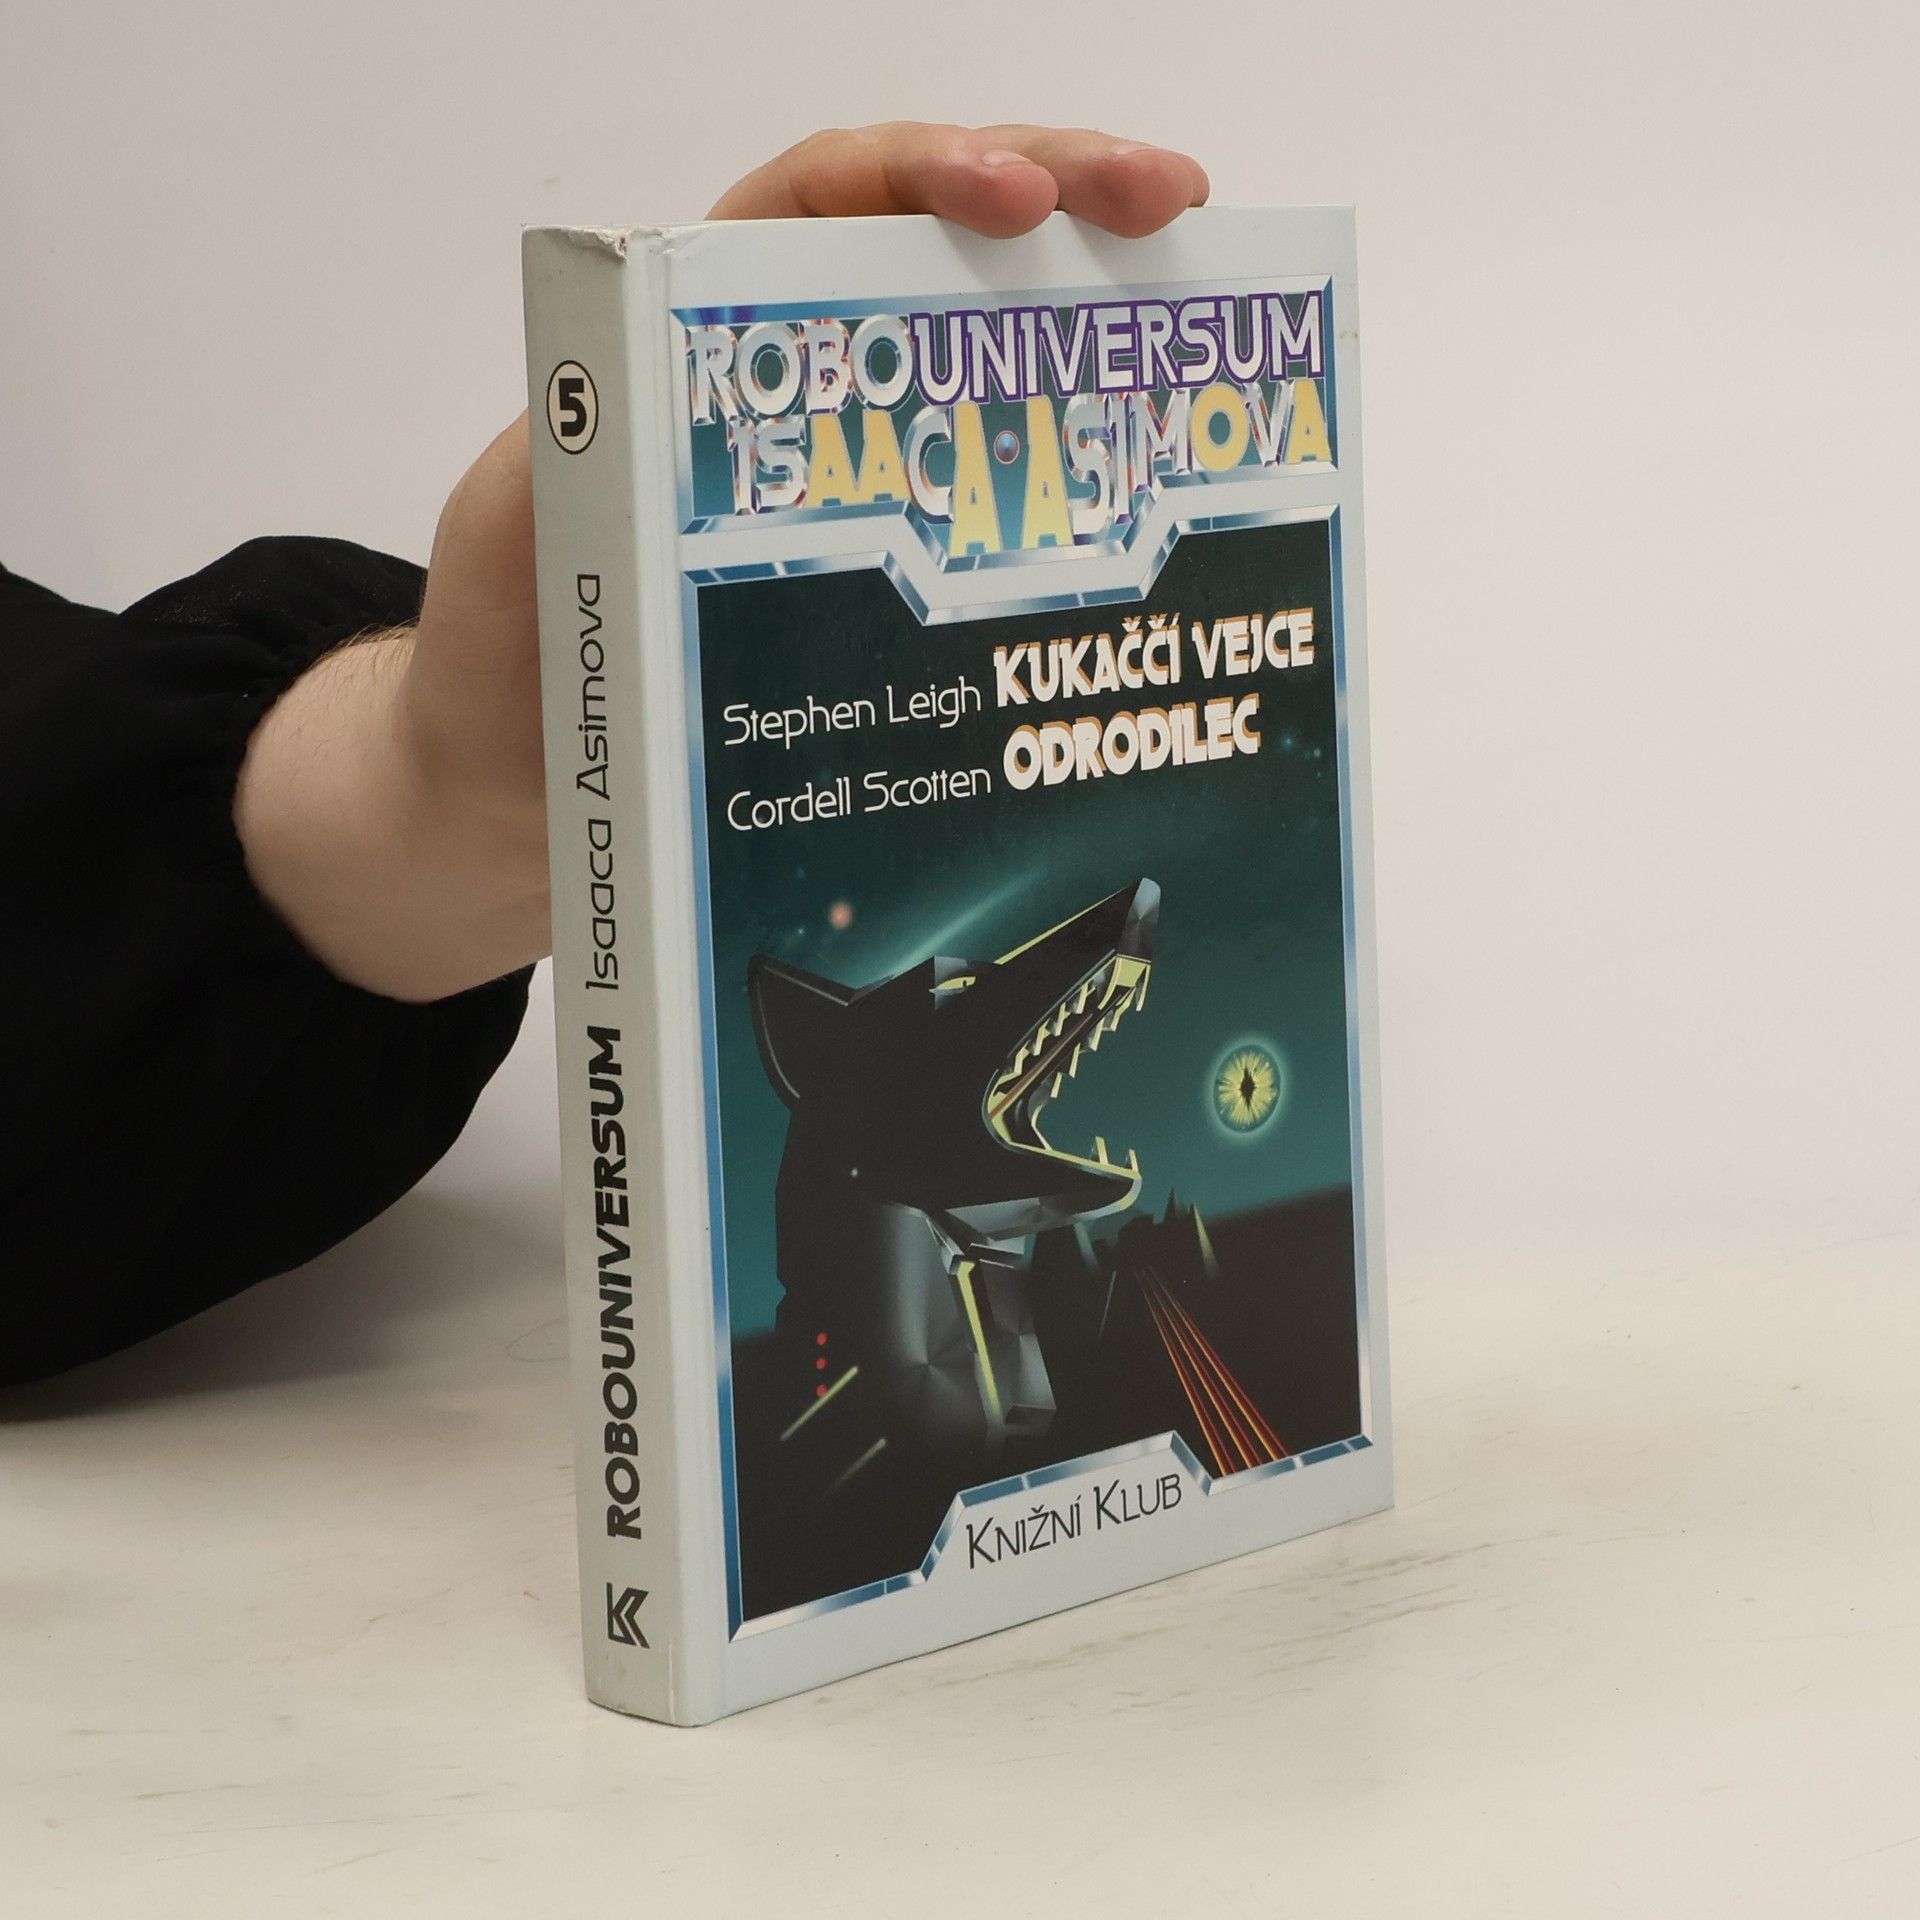 ROBOUNIVERSUM
ISAACA·ASIMOVA
Stephen Leigh KUKAČČÍ VEJCE
Cordell Scotten ODRODILEC
KNIŽNÍ KLUB
5
ROBOUNIVERSUM Isaaca Asimova